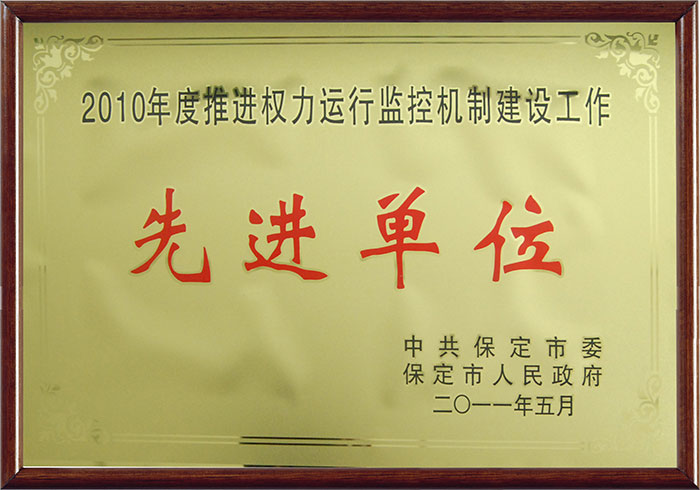 2010年度推进权力运行监控机制建设工作
先进单位
中共保定市委
保定市人民政府
二〇一一年五月